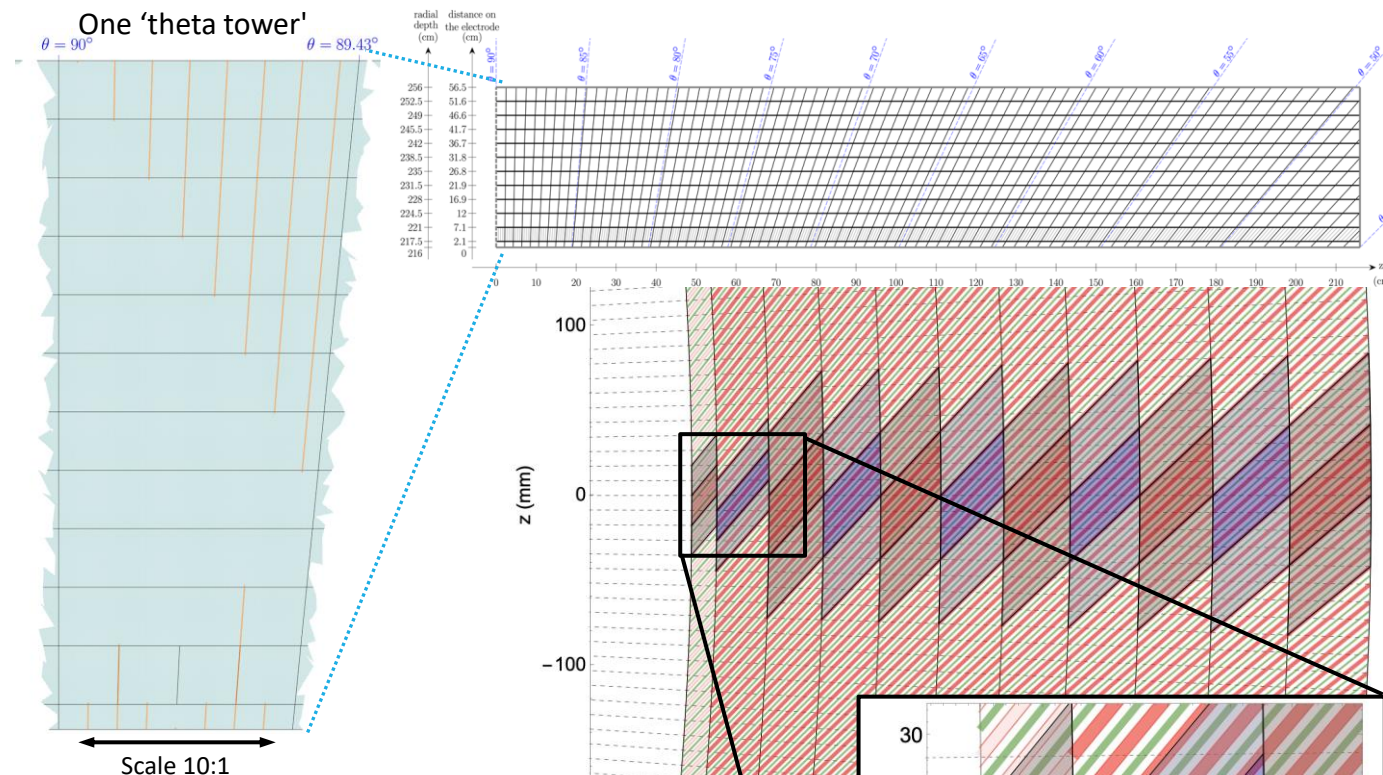 One ‘theta tower'
θ = 90°
θ = 89.43°
Scale 10:1
radial depth (cm)
distance on the electrode (cm)
256 56.5
252.5 51.6
249 46.6
245.5 41.7
242 36.7
238.5 31.8
235 26.8
231.5 21.9
228 16.9
224.5 12
221 7.1
217.5 2.1
216 0
θ = 90°
θ = 85°
θ = 80°
θ = 75°
θ = 70°
θ = 65°
θ = 60°
θ = 55°
θ = 50°
θ
0 10 20 30 40 50 60 70 80 90 100 110 120 130 140 150 160 170 180 190 200 210
z
(cm
100
0
−100
z (mm)
30